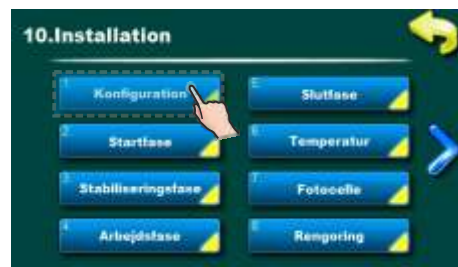 10.Installation
1. Konfiguration
2. Startfase
3. Stabiliseringsfase
4. Arbejdsfase
5. Slutfase
6. Temperatur
7. Fotocelle
8. Rengoring